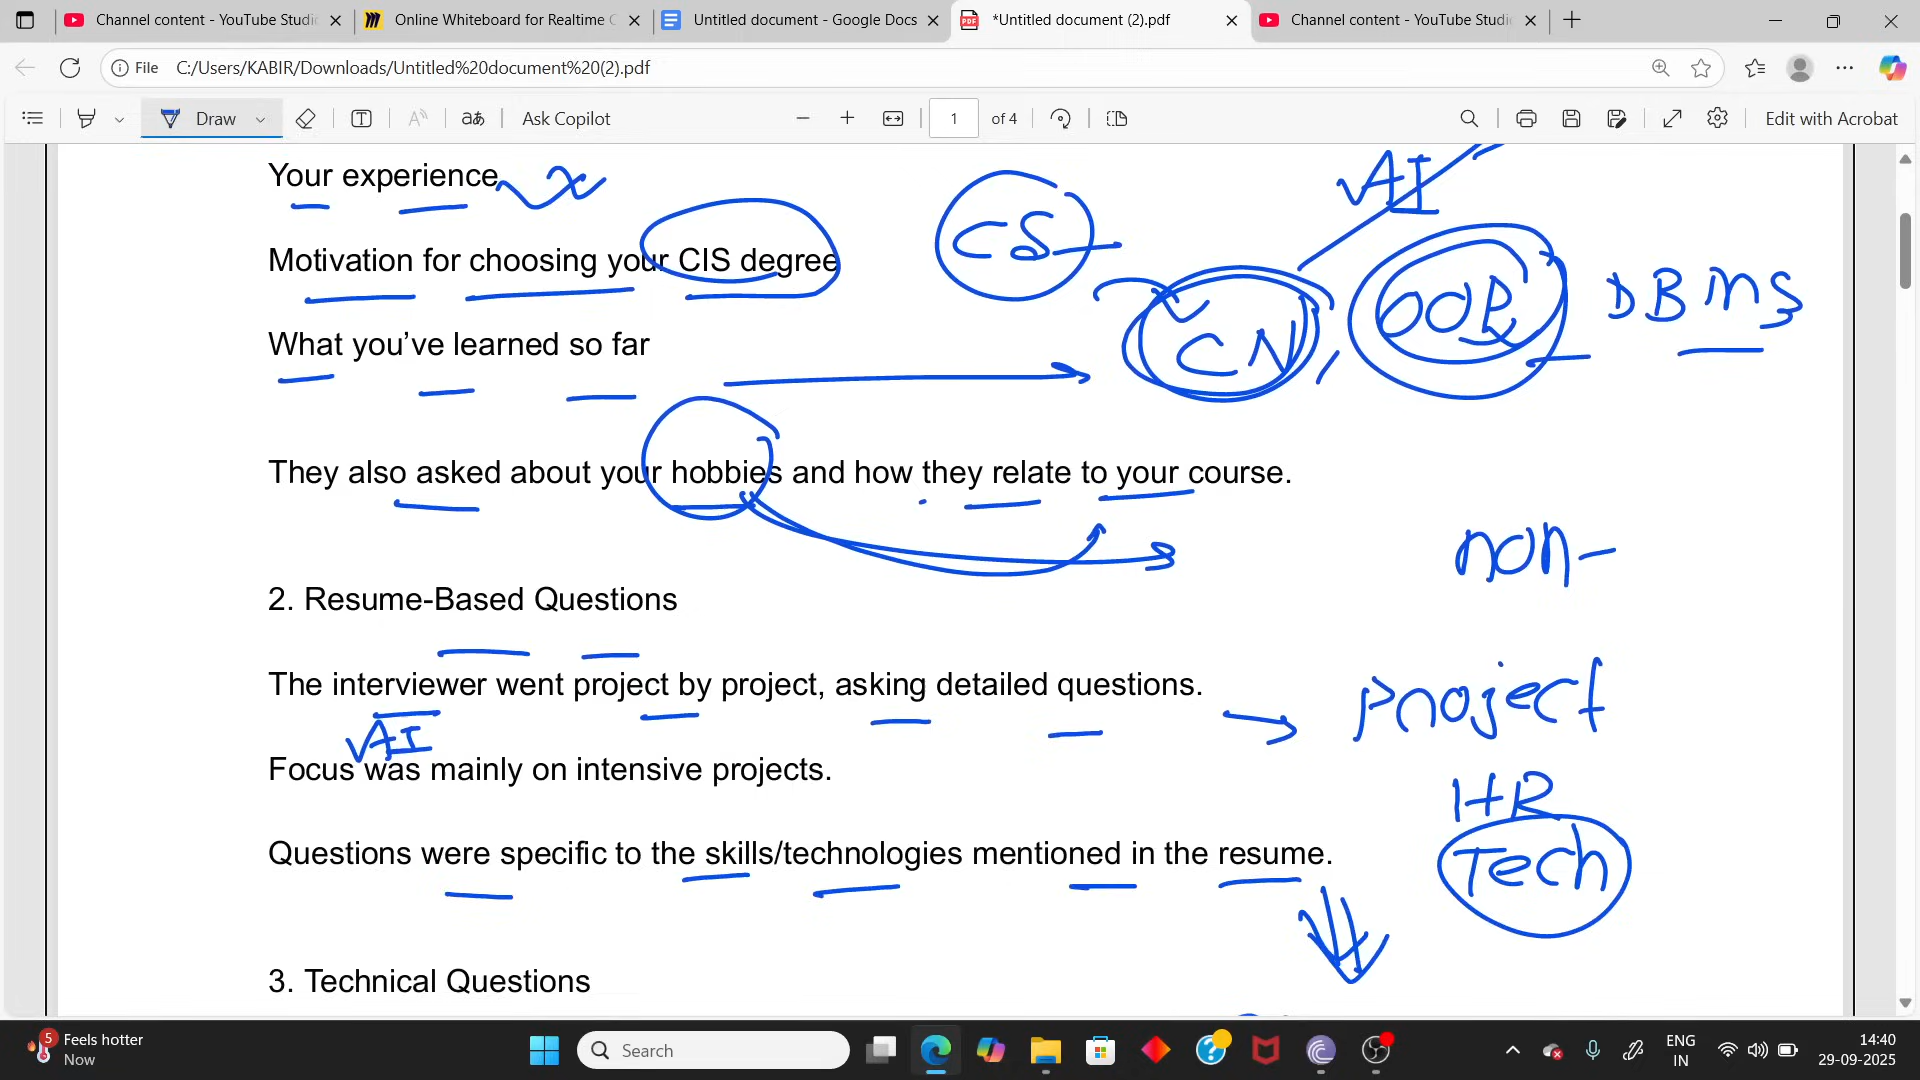 Channel content - YouTube Studi
Online Whiteboard for Realtime C
Untitled document - Google Docs
*Untitled document (2).pdf
Channel content - YouTube Studi
File C:/Users/KABIR/Downloads/Untitled%20document%20(2).pdf
Draw
Ask Copilot
1 of 4
Edit with Acrobat
Your experience
AI
Motivation for choosing your CIS degree
CS
CN, OOP DBMS
What you’ve learned so far
They also asked about your hobbies and how they relate to your course.
non-
2. Resume-Based Questions
The interviewer went project by project, asking detailed questions.
Project
AI
Focus was mainly on intensive projects.
HR
Tech
Questions were specific to the skills/technologies mentioned in the resume.
3. Technical Questions
5
Feels hotter
Now
Search
ENG
IN
14:40
29-09-2025